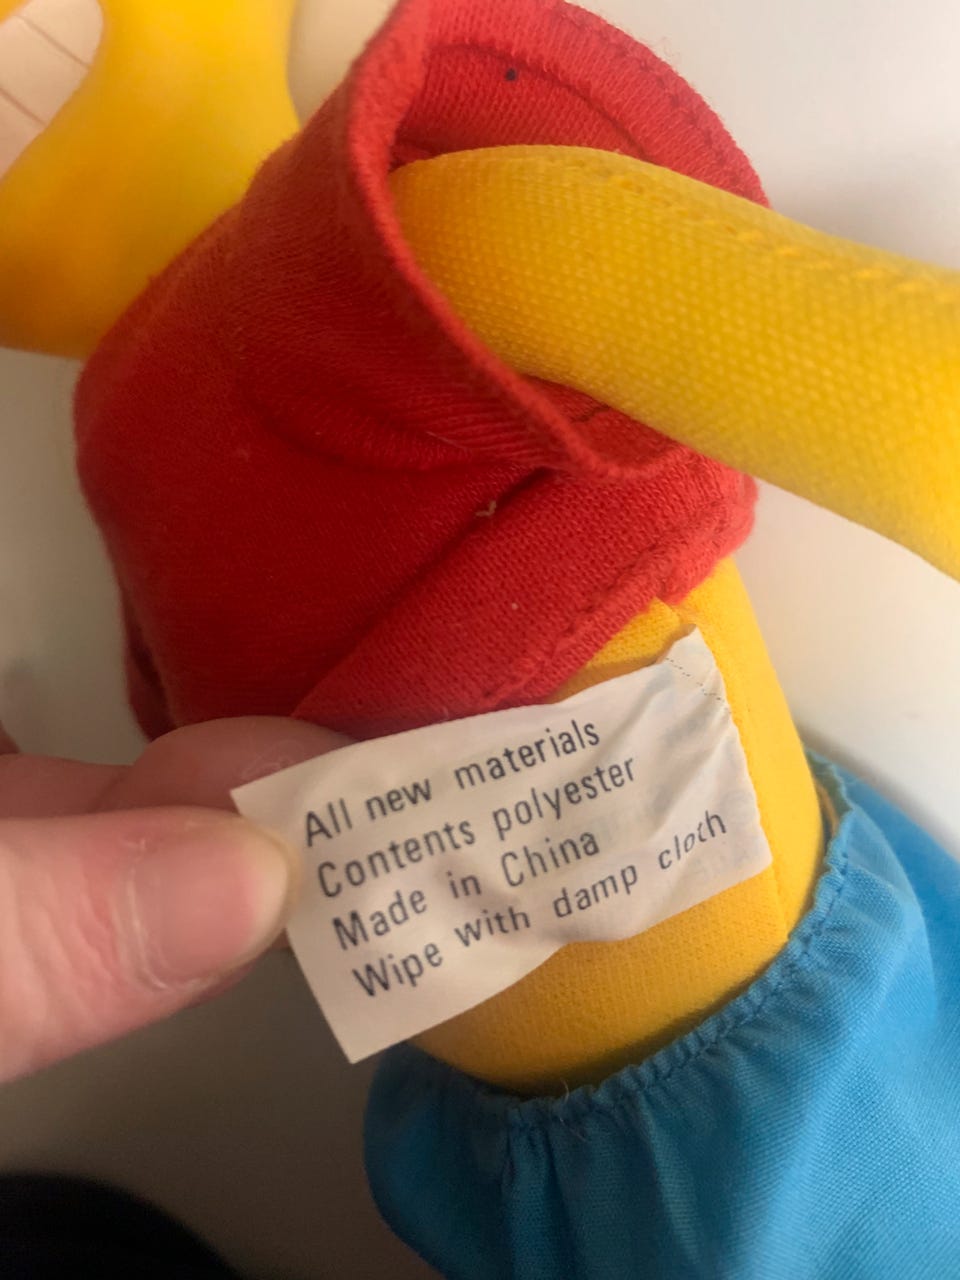 All new materials
Contents polyester
Made in China
Wipe with damp cloth